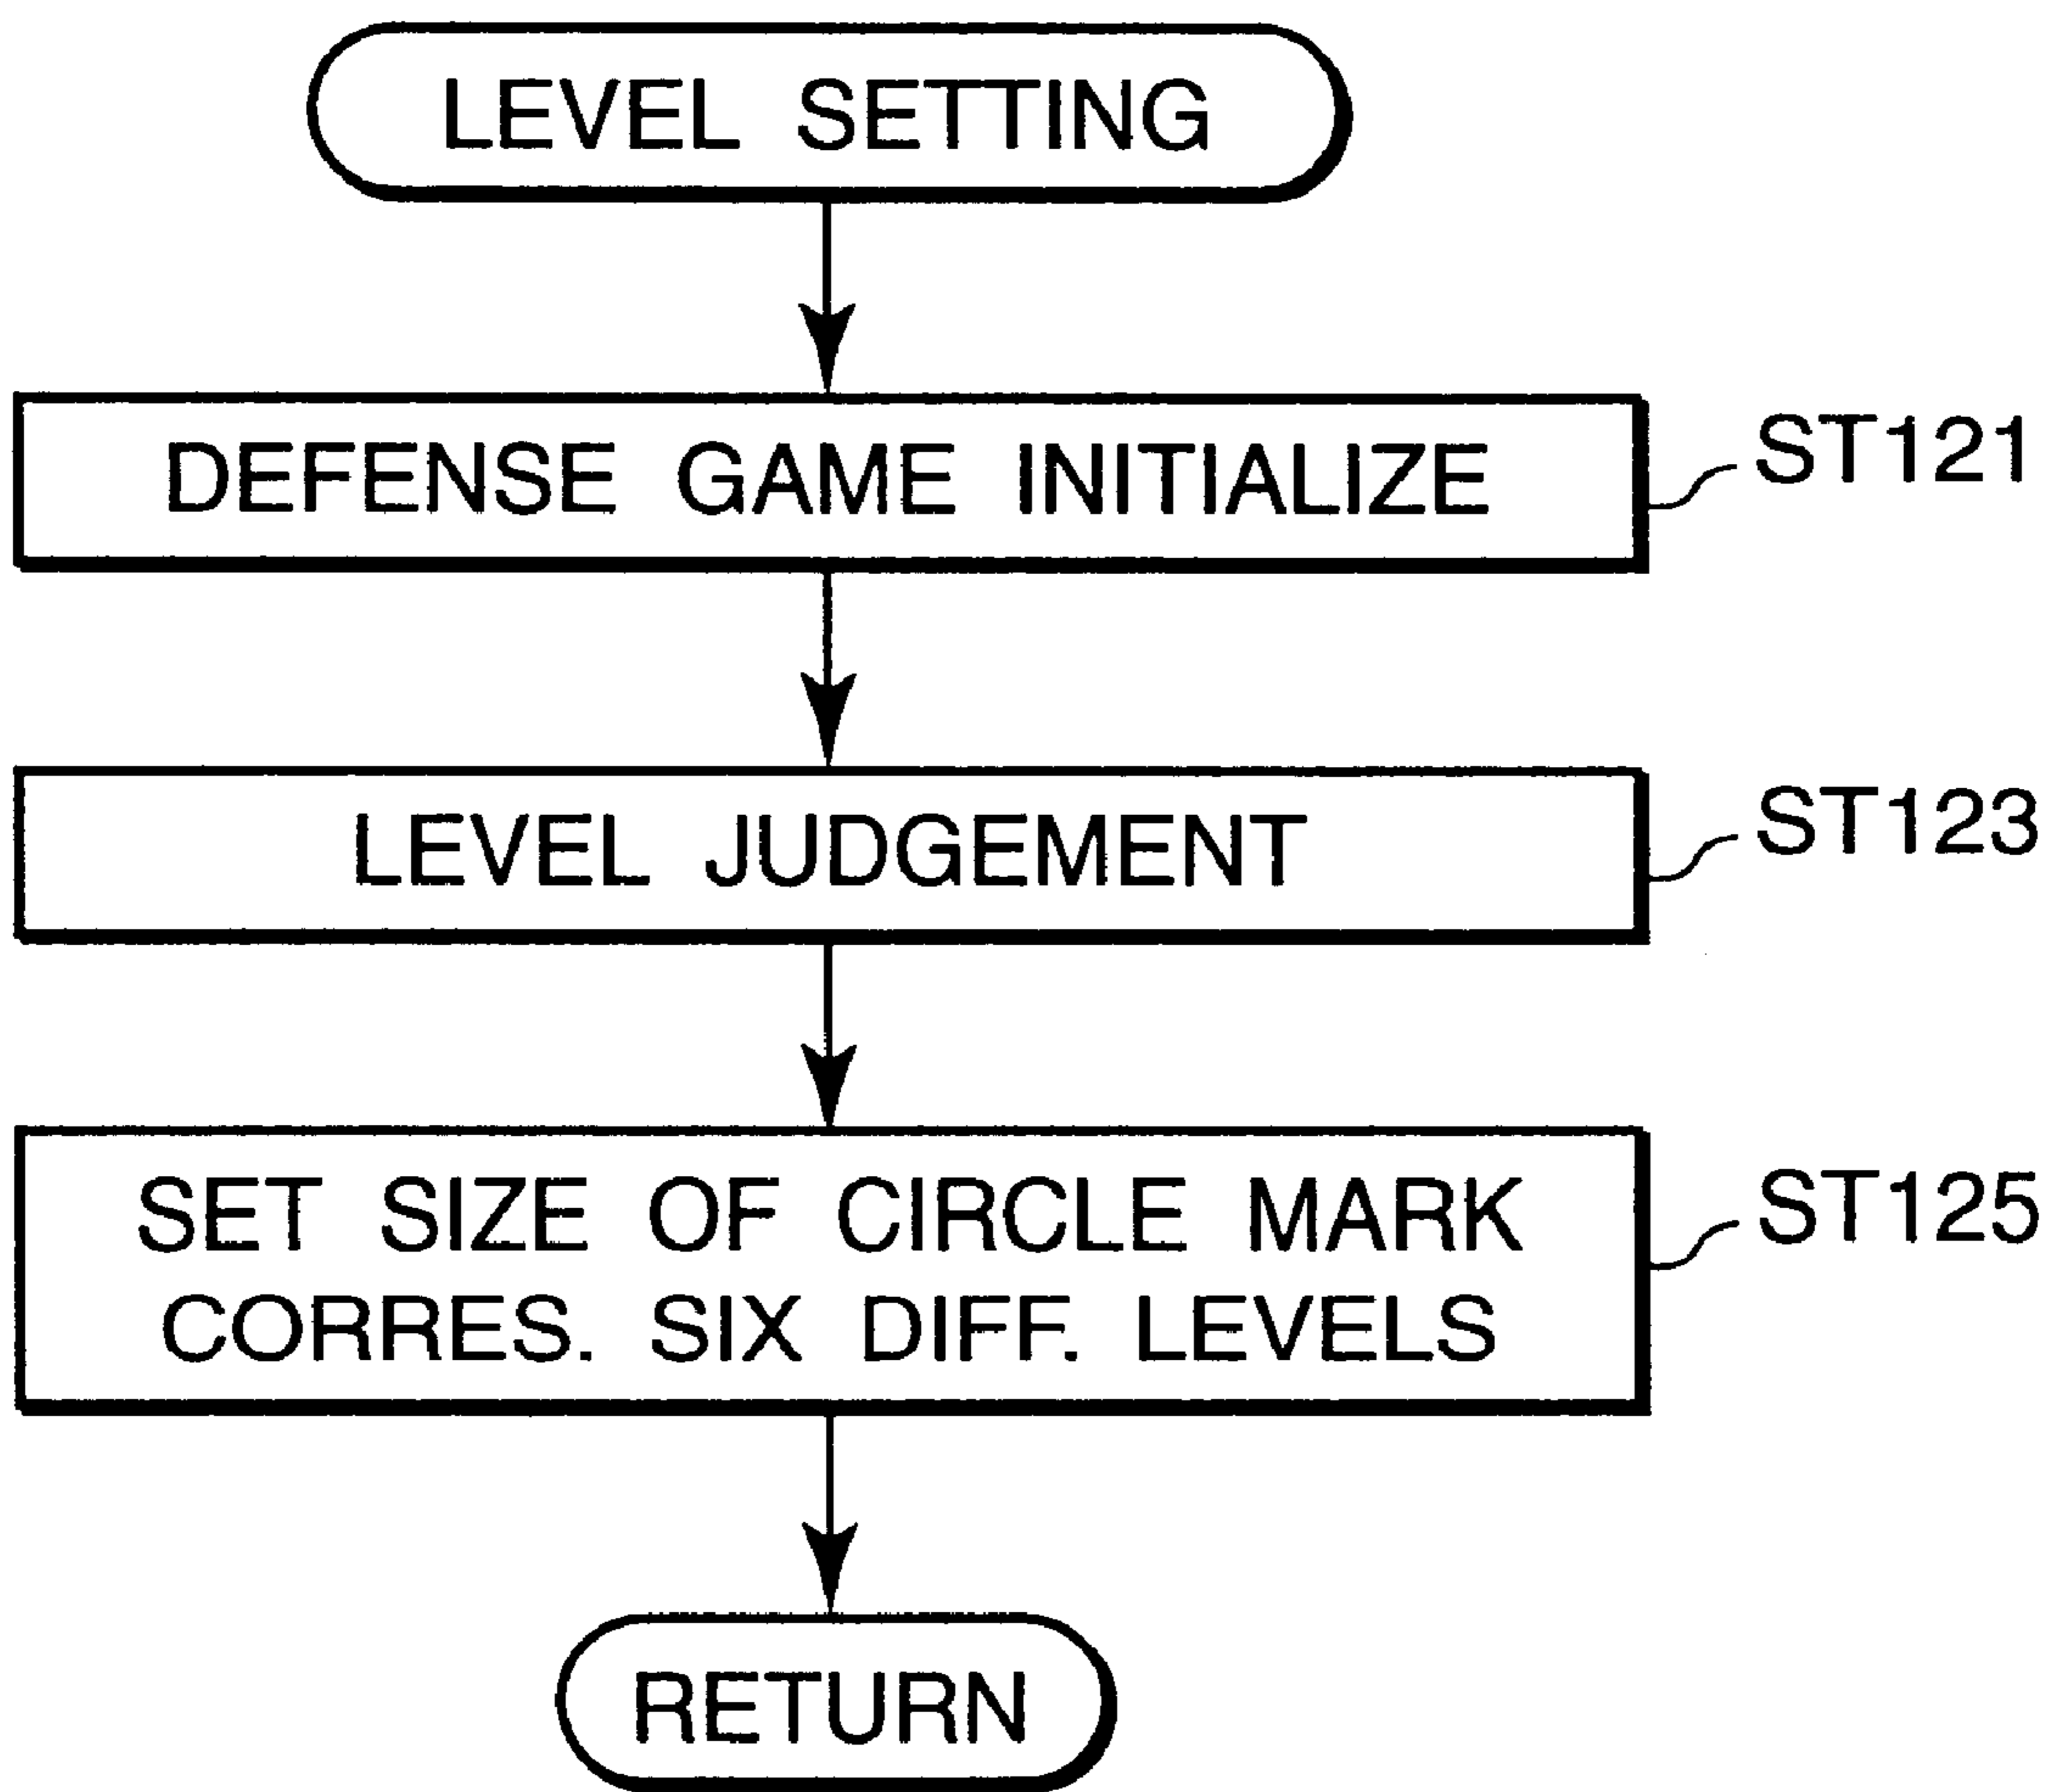 LEVEL SETTING
DEFENSE GAME INITIALIZE
ST121
LEVEL JUDGEMENT
ST123
SET SIZE OF CIRCLE MARK
CORRES. SIX DIFF. LEVELS
ST125
RETURN